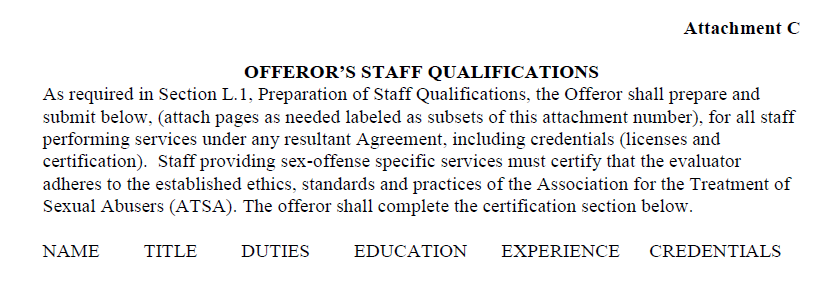 Attachment C
OFFEROR'S STAFF QUALIFICATIONS
As required in Section L.1, Preparation of Staff Qualifications, the Offeror shall prepare and
submit below, (attach pages as needed labeled as subsets of this attachment number), for all staff
performing services under any resultant Agreement, including credentials (licenses and
certification).  Staff providing sex-offense specific services must certify that the evaluator
adheres to the established ethics, standards and practices of the Association for the Treatment of
Sexual Abusers (ATSA). The offeror shall complete the certification section below.
NAME TITLE DUTIES EDUCATION EXPERIENCE CREDENTIALS